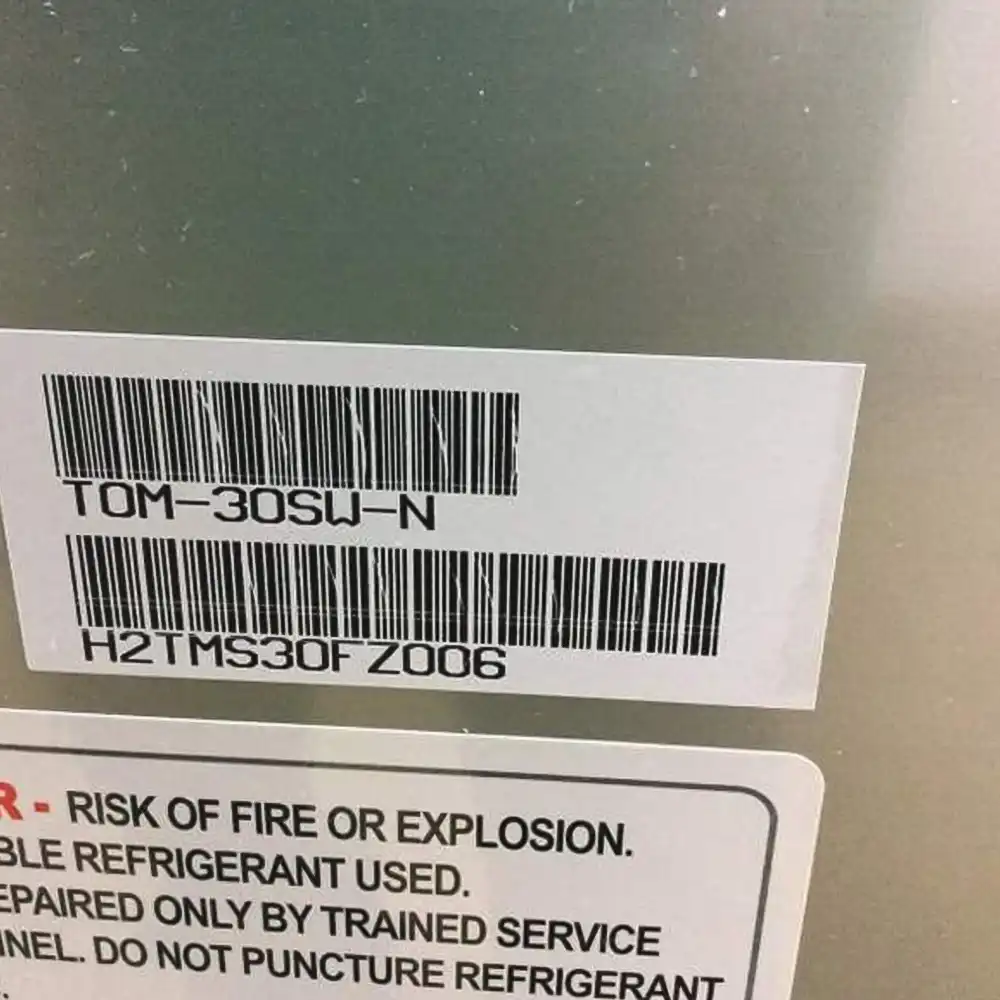 TOM-30SW-N
H2TMS30FZ006
R - RISK OF FIRE OR EXPLOSION.
BLE REFRIGERANT USED.
EPAIRED ONLY BY TRAINED SERVICE
NNEL. DO NOT PUNCTURE REFRIGERANT